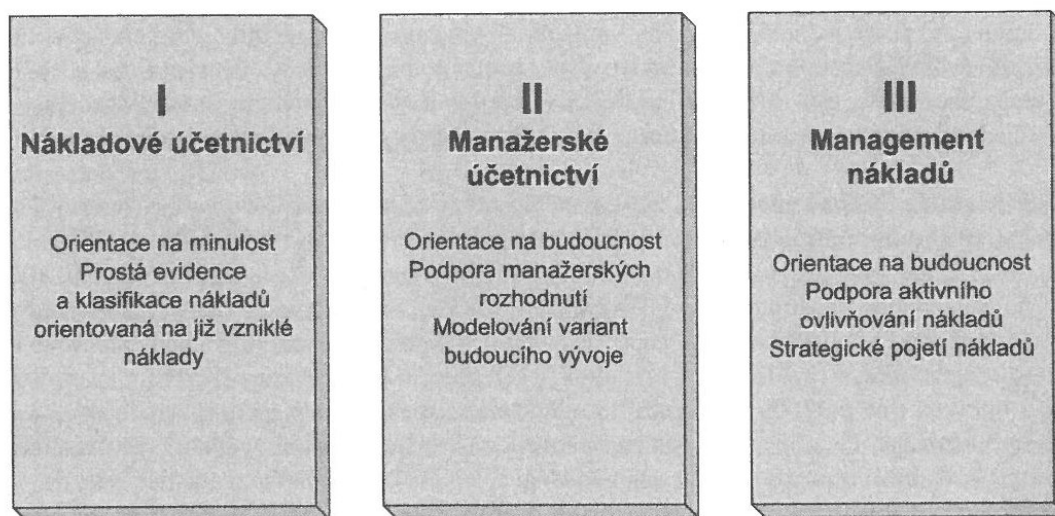 I
Nákladové účetnictví
Orientace na minulost
Prostá evidence
a klasifikace nákladů
orientovaná na již vzniklé
náklady
II
Manažerské
účetnictví
Orientace na budoucnost
Podpora manažerských
rozhodnutí
Modelování variant
budoucího vývoje
III
Management
nákladů
Orientace na budoucnost
Podpora aktivního
ovlivňování nákladů
Strategické pojetí nákladů